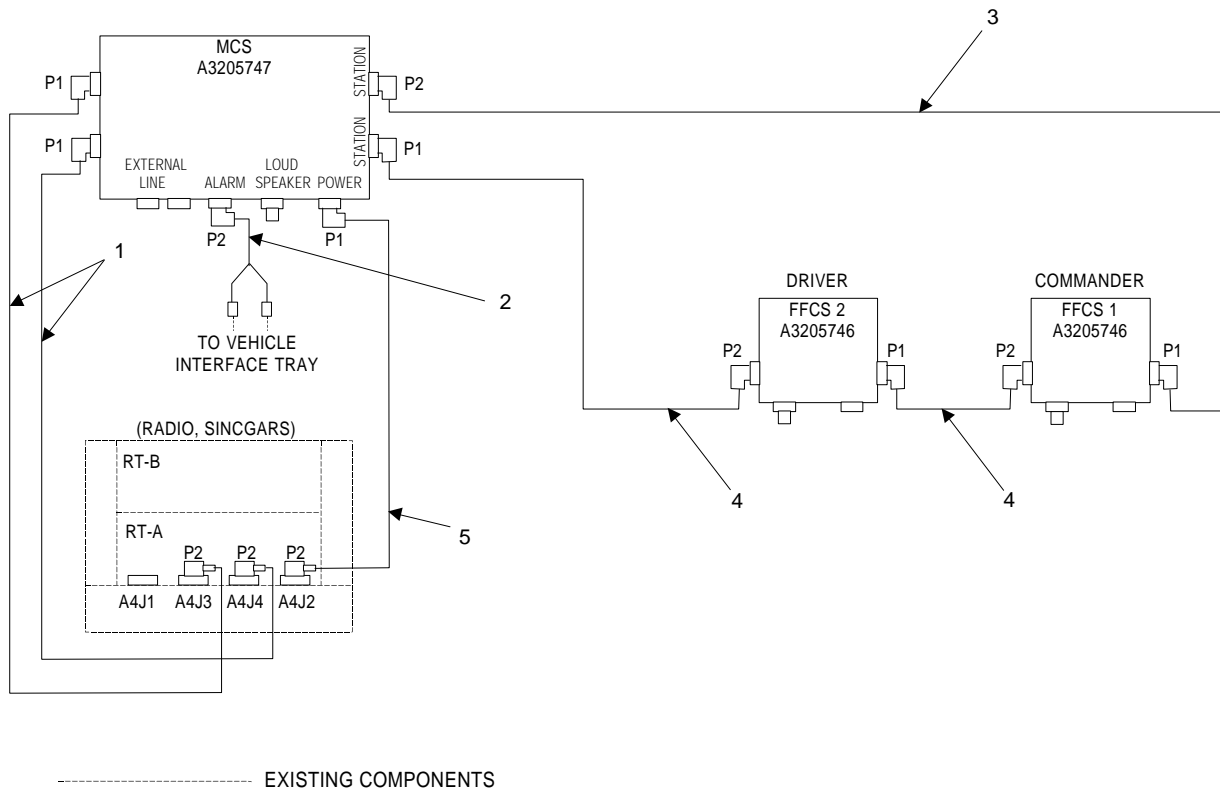 3
MCS
A3205747
P1
STATION
P2
P1
STATION
P1
EXTERNAL
LINE
ALARM
LOUD
SPEAKER
POWER
P2
P1
1
2
TO VEHICLE
INTERFACE TRAY
DRIVER
FFCS 2
A3205746
P2
P1
COMMANDER
FFCS 1
A3205746
P2
P1
4
4
(RADIO, SINCGARS)
RT-B
RT-A
5
P2
P2
P2
A4J1
A4J3
A4J4
A4J2
EXISTING COMPONENTS